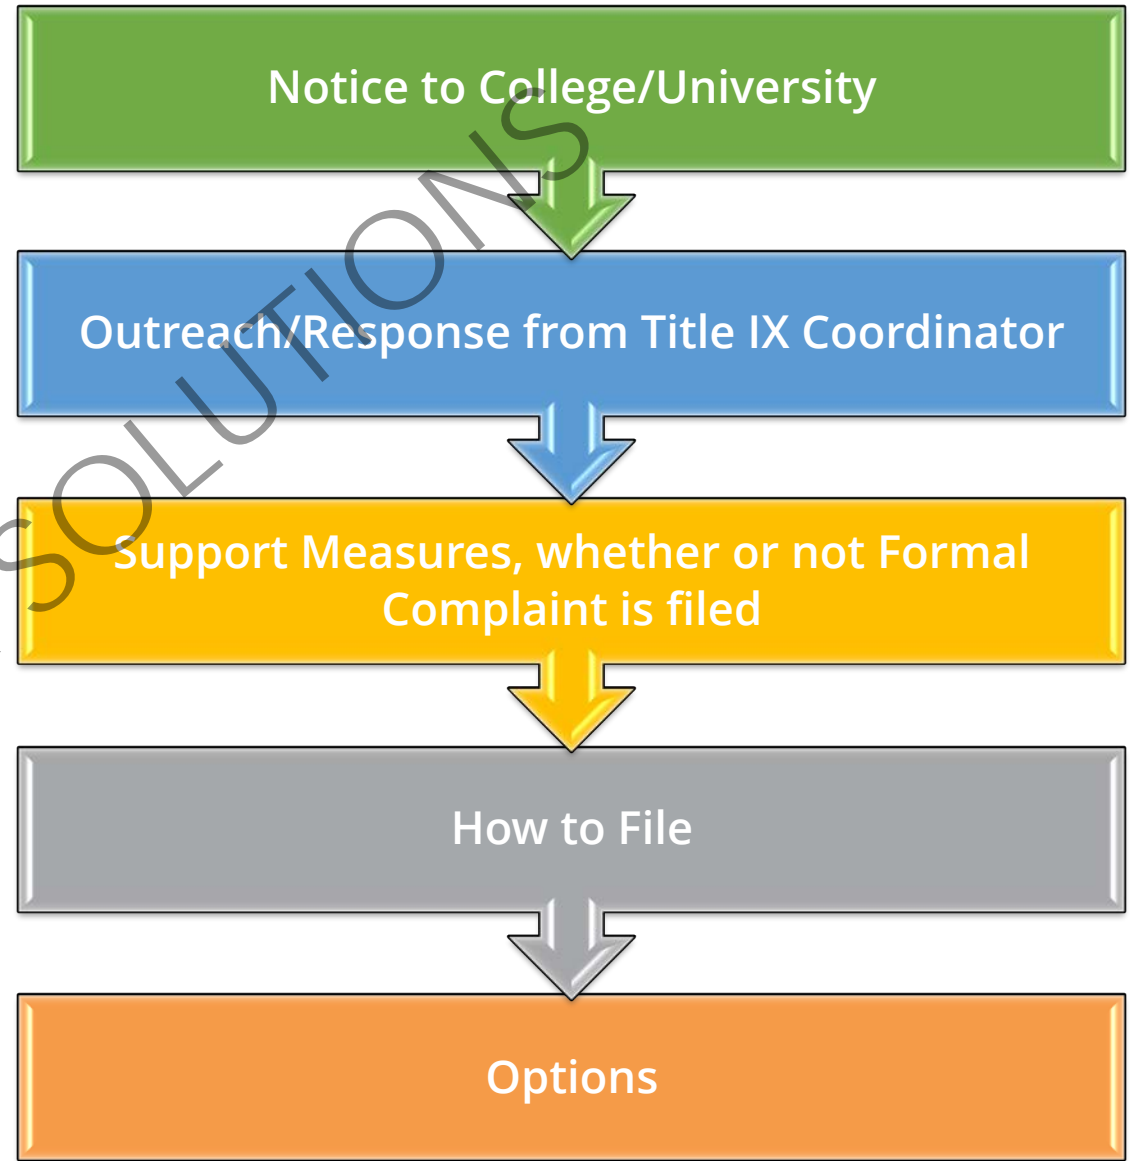 Notice to College/University
Outreach/Response from Title IX Coordinator
Support Measures, whether or not Formal
Complaint is filed
How to File
Options
SOLUTIONS